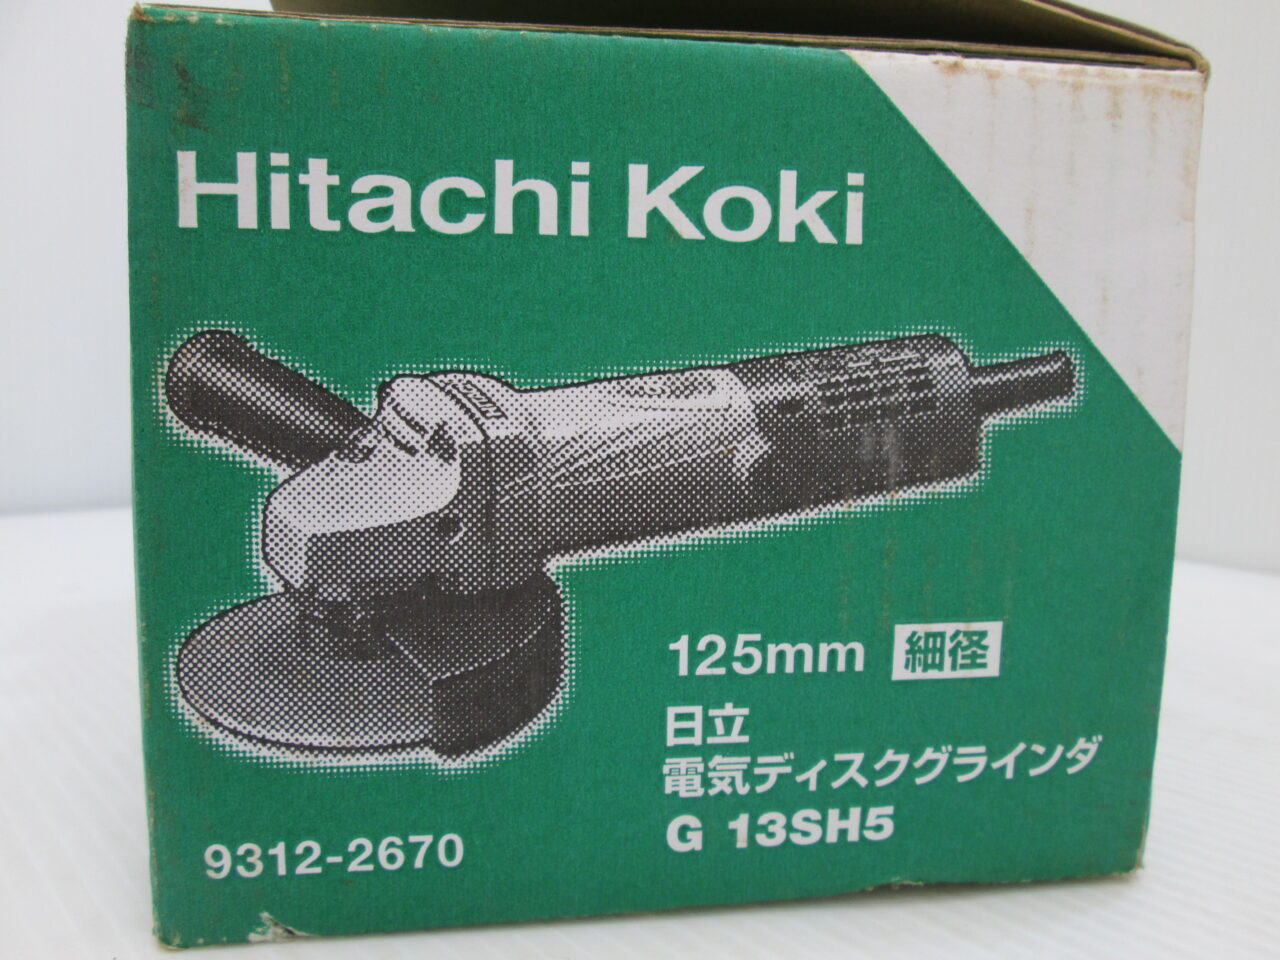 Hitachi Koki
125mm 細径
日立
電気ディスクグラインダ
G 13SH5
9312-2670